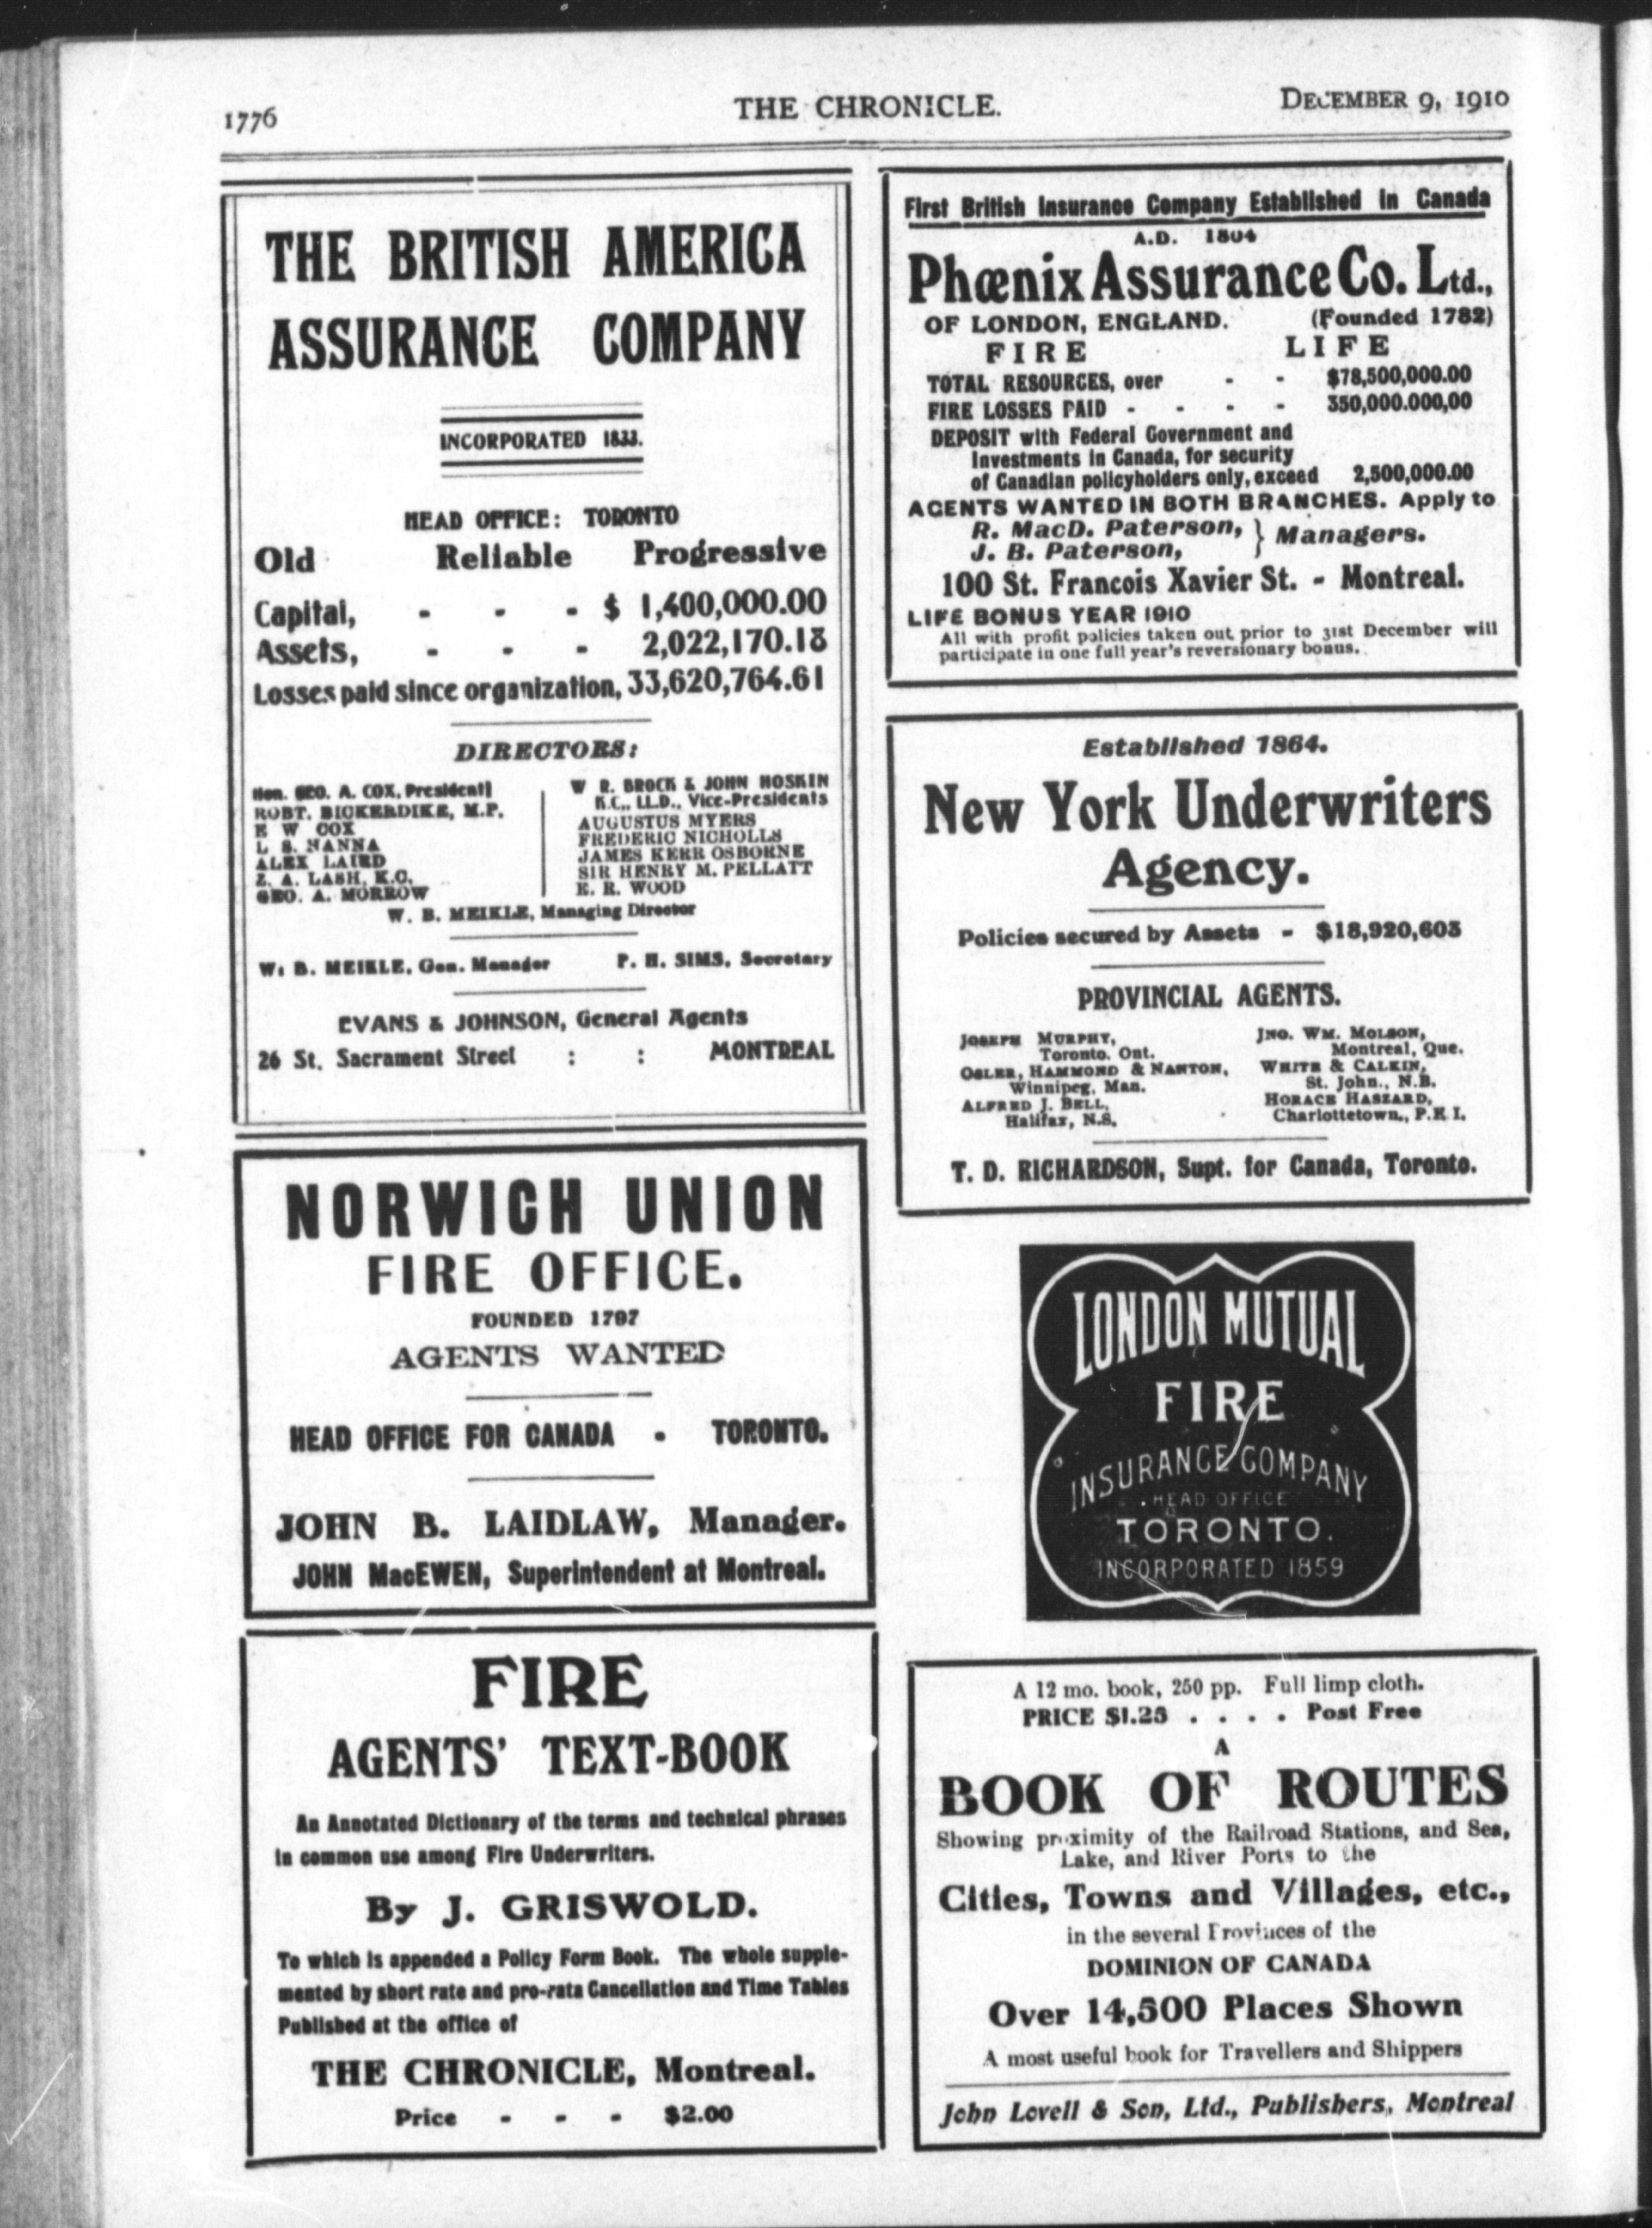 1776
THE CHRONICLE.
DECEMBER 9, 1910
THE BRITISH AMERICA
ASSURANCE COMPANY
INCORPORATED 1833.
HEAD OFFICE: TORONTO
Old Reliable Progressive
Capital, - - - $ 1,400,000.00
Assets, - - - 2,022,170.18
Losses paid since organization, 33,620,764.61
DIRECTORS:
Hon. GEO. A. COX, President
ROBT. BICKERDIKE, M.P.
E W COX
L S. HANNA
ALEX LAIRD
Z. A. LASH, K.C.
GEO. A. MORROW
W R. BROCK & JOHN HOSKIN
K.C., LL.D., Vice-Presidents
AUGUSTUS MYERS
FREDERIC NICHOLLS
JAMES KERR OSBORNE
SIR HENRY M. PELLATT
E. R. WOOD
W. B. MEIKLE, Managing Director
W. B. MEIKLE, Gen. Manager P. H. SIMS, Secretary
EVANS & JOHNSON, General Agents
26 St. Sacrament Street : : MONTREAL
NORWICH UNION
FIRE OFFICE.
FOUNDED 1797
AGENTS WANTED
HEAD OFFICE FOR CANADA - TORONTO.
JOHN B. LAIDLAW, Manager.
JOHN MacEWEN, Superintendent at Montreal.
FIRE
AGENTS' TEXT-BOOK
An Annotated Dictionary of the terms and technical phrases
in common use among Fire Underwriters.
By J. GRISWOLD.
To which is appended a Policy Form Book. The whole supple-
mented by short rate and pro-rata Cancellation and Time Tables
Published at the office of
THE CHRONICLE, Montreal.
Price - - - $2.00
First British Insurance Company Established in Canada
A.D. 1804
Phœnix Assurance Co. Ltd.,
OF LONDON, ENGLAND. (Founded 1782)
FIRE LIFE
TOTAL RESOURCES, over - - $78,500,000.00
FIRE LOSSES PAID - - - - 350,000.000,00
DEPOSIT with Federal Government and
Investments in Canada, for security
of Canadian policyholders only, exceed 2,500,000.00
AGENTS WANTED IN BOTH BRANCHES. Apply to
R. MacD. Paterson, } Managers.
J. B. Paterson,
100 St. Francois Xavier St. - Montreal.
LIFE BONUS YEAR 1910
All with profit policies taken out prior to 31st December will
participate in one full year's reversionary bonus.
Established 1864.
New York Underwriters
Agency.
Policies secured by Assets - $18,920,603
PROVINCIAL AGENTS.
JOSEPH MURPHY,
Toronto. Ont.
OSLER, HAMMOND & NANTON,
Winnipeg, Man.
ALFRED J. BELL,
Halifax, N.S.
JNO. WM. MOLSON,
Montreal, Que.
WHITE & CALKIN,
St. John., N.B.
HORACE HASZARD,
Charlottetown., P.E I.
T. D. RICHARDSON, Supt. for Canada, Toronto.
LONDON MUTUAL
FIRE
INSURANCE COMPANY
HEAD OFFICE
TORONTO.
INCORPORATED 1859
A 12 mo. book, 250 pp. Full limp cloth.
PRICE $1.25 . . . . Post Free
A
BOOK OF ROUTES
Showing proximity of the Railroad Stations, and Sea,
Lake, and River Ports to the
Cities, Towns and Villages, etc.,
in the several Provinces of the
DOMINION OF CANADA
Over 14,500 Places Shown
A most useful book for Travellers and Shippers
John Lovell & Son, Ltd., Publishers, Montreal